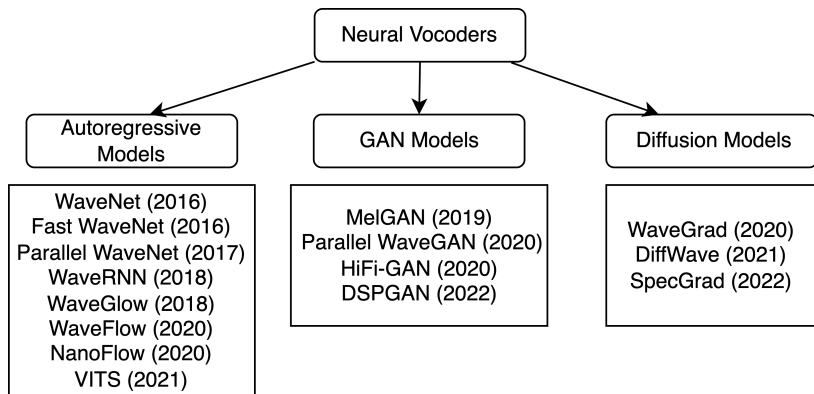 Neural Vocoders
Autoregressive
Models
GAN Models
Diffusion Models
WaveNet (2016)
Fast WaveNet (2016)
Parallel WaveNet (2017)
WaveRNN (2018)
WaveGlow (2018)
WaveFlow (2020)
NanoFlow (2020)
VITS (2021)
MelGAN (2019)
Parallel WaveGAN (2020)
HiFi-GAN (2020)
DSPGAN (2022)
WaveGrad (2020)
DiffWave (2021)
SpecGrad (2022)